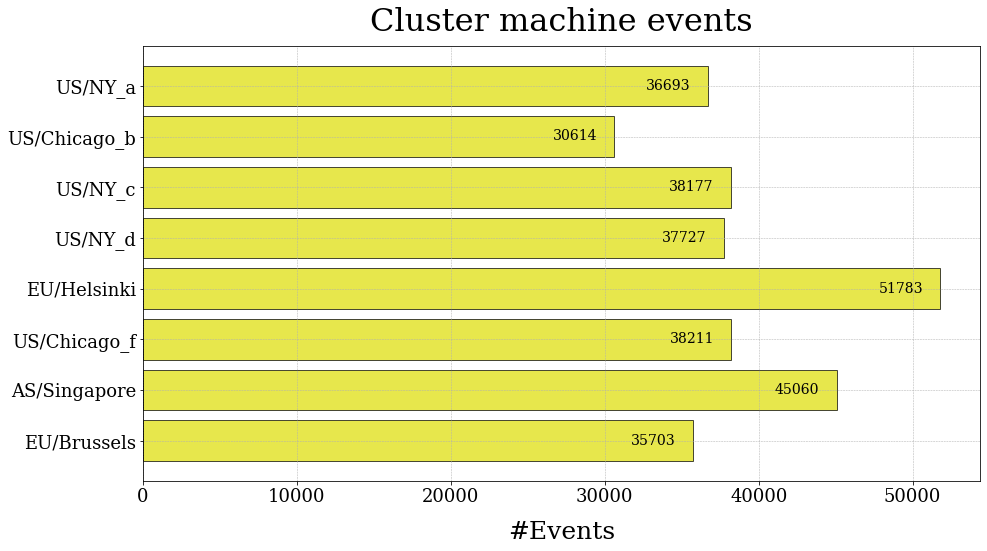 Cluster machine events
US/NY_a 36693
US/Chicago_b 30614
US/NY_c 38177
US/NY_d 37727
EU/Helsinki 51783
US/Chicago_f 38211
AS/Singapore 45060
EU/Brussels 35703
0 10000 20000 30000 40000 50000
#Events